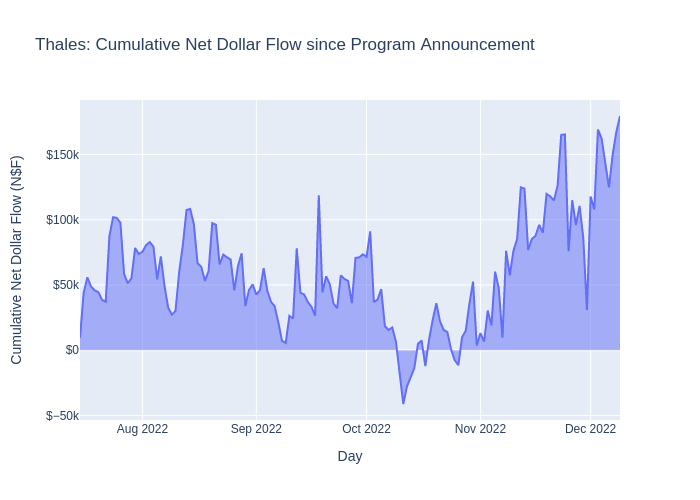 Thales: Cumulative Net Dollar Flow since Program Announcement
Cumulative Net Dollar Flow (N$F)
$150k
$100k
$50k
$0
$−50k
Aug 2022
Sep 2022
Oct 2022
Nov 2022
Dec 2022
Day